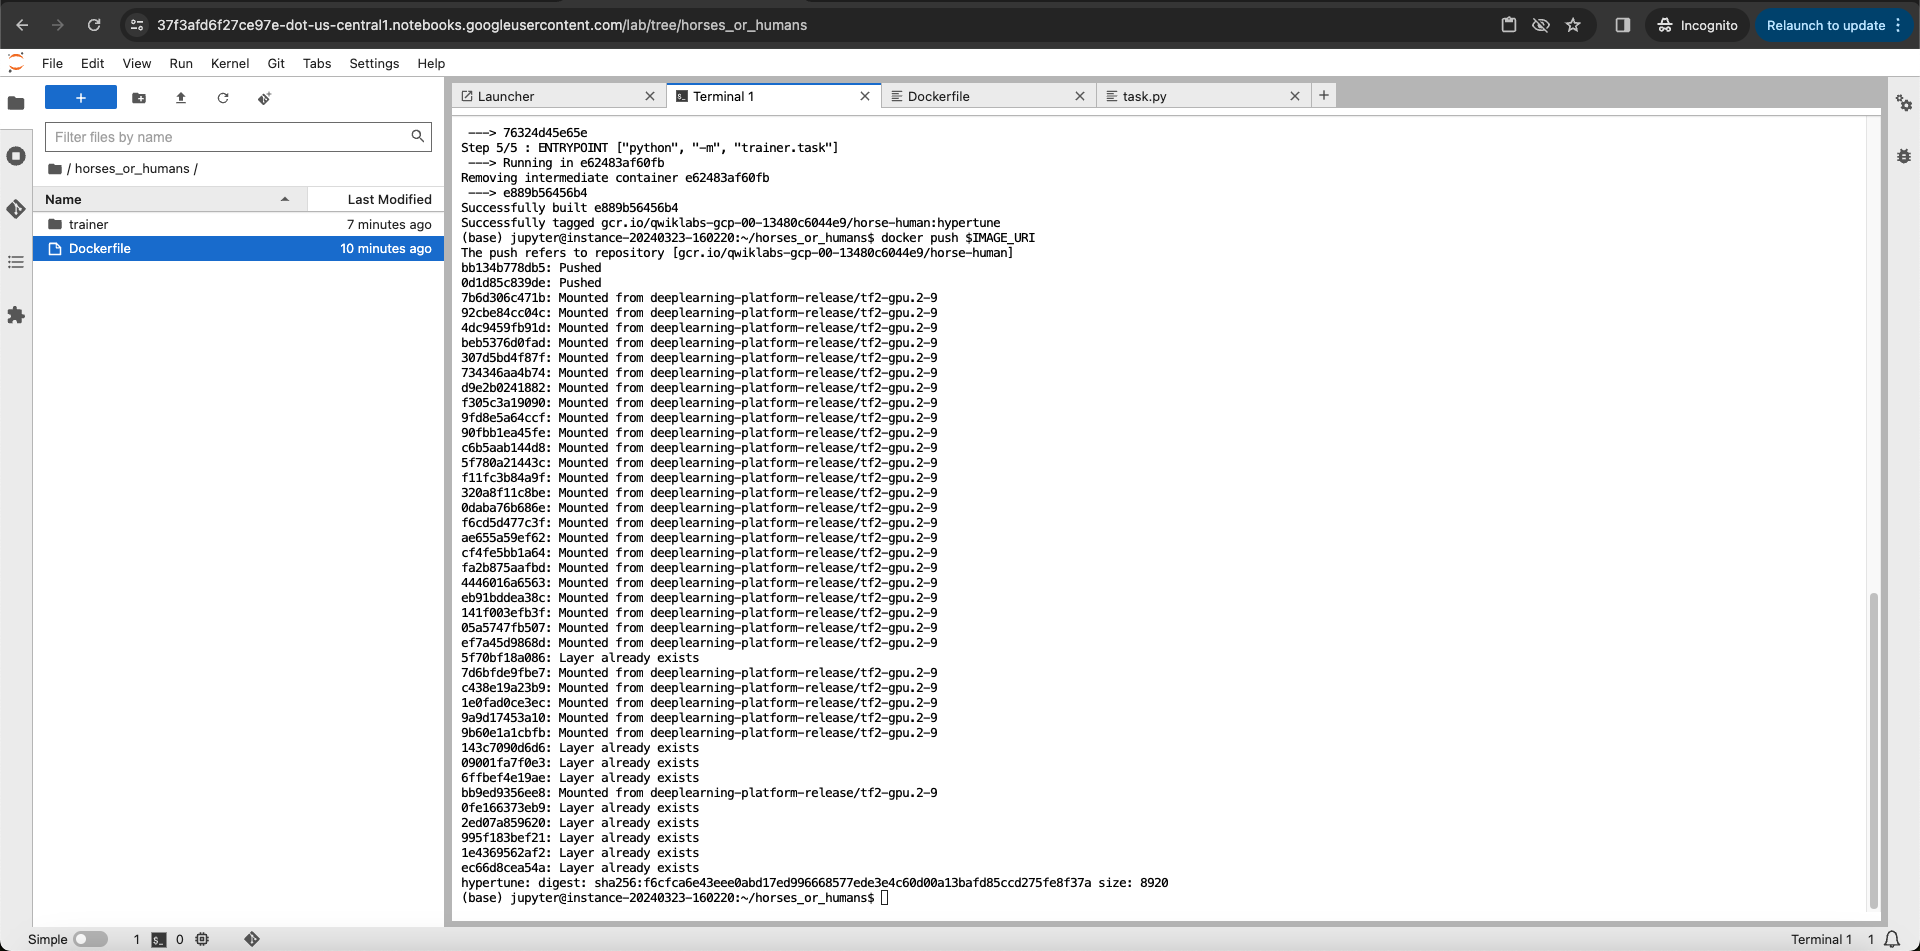 37f3afd6f27ce97e-dot-us-central1.notebooks.googleusercontent.com/lab/tree/horses_or_humans
Incognito
Relaunch to update
File Edit View Run Kernel Git Tabs Settings Help
+
Filter files by name
/ horses_or_humans /
Name Last Modified
trainer 7 minutes ago
Dockerfile 10 minutes ago
Launcher
Terminal 1
Dockerfile
task.py
---> 76324d45e65e
Step 5/5 : ENTRYPOINT ["python", "-m", "trainer.task"]
---> Running in e62483af60fb
Removing intermediate container e62483af60fb
---> e889b56456b4
Successfully built e889b56456b4
Successfully tagged gcr.io/qwiklabs-gcp-00-13480c6044e9/horse-human:hypertune
(base) jupyter@instance-20240323-160220:~/horses_or_humans$ docker push $IMAGE_URI
The push refers to repository [gcr.io/qwiklabs-gcp-00-13480c6044e9/horse-human]
bb134b778db5: Pushed
0d1d85c839de: Pushed
7b6d306c471b: Mounted from deeplearning-platform-release/tf2-gpu.2-9
92cbe84cc04c: Mounted from deeplearning-platform-release/tf2-gpu.2-9
4dc9459fb91d: Mounted from deeplearning-platform-release/tf2-gpu.2-9
beb5376d0fad: Mounted from deeplearning-platform-release/tf2-gpu.2-9
307d5bd4f87f: Mounted from deeplearning-platform-release/tf2-gpu.2-9
734346aa4b74: Mounted from deeplearning-platform-release/tf2-gpu.2-9
d9e2b0241882: Mounted from deeplearning-platform-release/tf2-gpu.2-9
f305c3a19090: Mounted from deeplearning-platform-release/tf2-gpu.2-9
9fd8e5a64ccf: Mounted from deeplearning-platform-release/tf2-gpu.2-9
90fbb1ea45fe: Mounted from deeplearning-platform-release/tf2-gpu.2-9
c6b5aab144d8: Mounted from deeplearning-platform-release/tf2-gpu.2-9
5f780a21443c: Mounted from deeplearning-platform-release/tf2-gpu.2-9
f11fc3b84a9f: Mounted from deeplearning-platform-release/tf2-gpu.2-9
320a8f11c8be: Mounted from deeplearning-platform-release/tf2-gpu.2-9
0daba76b686e: Mounted from deeplearning-platform-release/tf2-gpu.2-9
f6cd5d477c3f: Mounted from deeplearning-platform-release/tf2-gpu.2-9
ae655a59ef62: Mounted from deeplearning-platform-release/tf2-gpu.2-9
cf4fe5bb1a64: Mounted from deeplearning-platform-release/tf2-gpu.2-9
fa2b875aafbd: Mounted from deeplearning-platform-release/tf2-gpu.2-9
4446016a6563: Mounted from deeplearning-platform-release/tf2-gpu.2-9
eb91bddea38c: Mounted from deeplearning-platform-release/tf2-gpu.2-9
141f003efb3f: Mounted from deeplearning-platform-release/tf2-gpu.2-9
05a5747fb507: Mounted from deeplearning-platform-release/tf2-gpu.2-9
ef7a45d9868d: Mounted from deeplearning-platform-release/tf2-gpu.2-9
5f70bf18a086: Layer already exists
7d6bfde9fbe7: Mounted from deeplearning-platform-release/tf2-gpu.2-9
c438e19a23b9: Mounted from deeplearning-platform-release/tf2-gpu.2-9
1e0fad0ce3ec: Mounted from deeplearning-platform-release/tf2-gpu.2-9
9a9d17453a10: Mounted from deeplearning-platform-release/tf2-gpu.2-9
9b60e1a1cbfb: Mounted from deeplearning-platform-release/tf2-gpu.2-9
143c7090d6d6: Layer already exists
09001fa7f0e3: Layer already exists
6ffbef4e19ae: Layer already exists
bb9ed9356ee8: Mounted from deeplearning-platform-release/tf2-gpu.2-9
0fe166373eb9: Layer already exists
2ed07a859620: Layer already exists
995f183bef21: Layer already exists
1e4369562af2: Layer already exists
ec66d8cea54a: Layer already exists
hypertune: digest: sha256:f6cfca6e43eee0abd17ed996668577ede3e4c60d00a13bafd85ccd275fe8f37a size: 8920
(base) jupyter@instance-20240323-160220:~/horses_or_humans$
Simple 1 0
Terminal 1 1